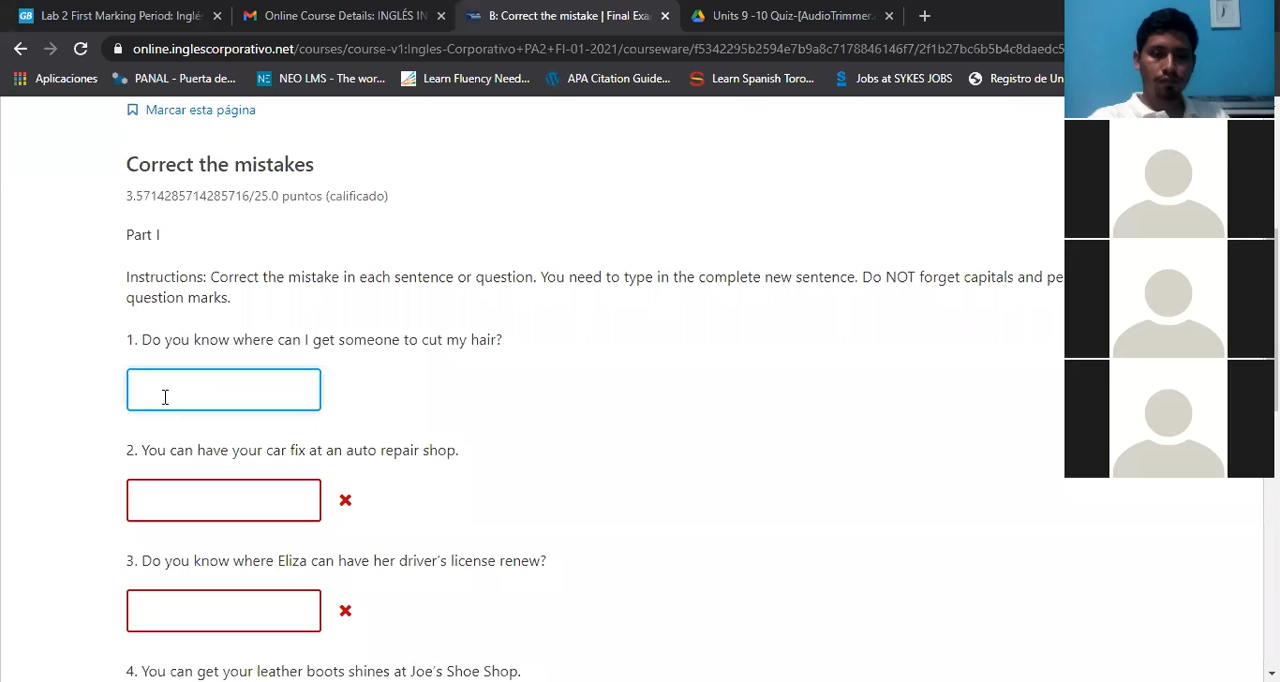 Lab 2 First Marking Period: Inglé
Online Course Details: INGLÉS IN
B: Correct the mistake | Final Exa
Units 9 -10 Quiz-[AudioTrimmer.
online.inglescorporativo.net/courses/course-v1:Ingles-Corporativo+PA2+FI-01-2021/courseware/f5342295b2594e7b9a8c7178846146f7/2f1b27bc6b5b4c8daedc5
Aplicaciones
PANAL - Puerta de...
NEO LMS - The wor...
Learn Fluency Need...
APA Citation Guide...
Learn Spanish Toro...
Jobs at SYKES JOBS
Registro de Un
Marcar esta página
Correct the mistakes
3.5714285714285716/25.0 puntos (calificado)
Part I
Instructions: Correct the mistake in each sentence or question. You need to type in the complete new sentence. Do NOT forget capitals and pe
question marks.
1. Do you know where can I get someone to cut my hair?
2. You can have your car fix at an auto repair shop.
3. Do you know where Eliza can have her driver's license renew?
4. You can get your leather boots shines at Joe's Shoe Shop.